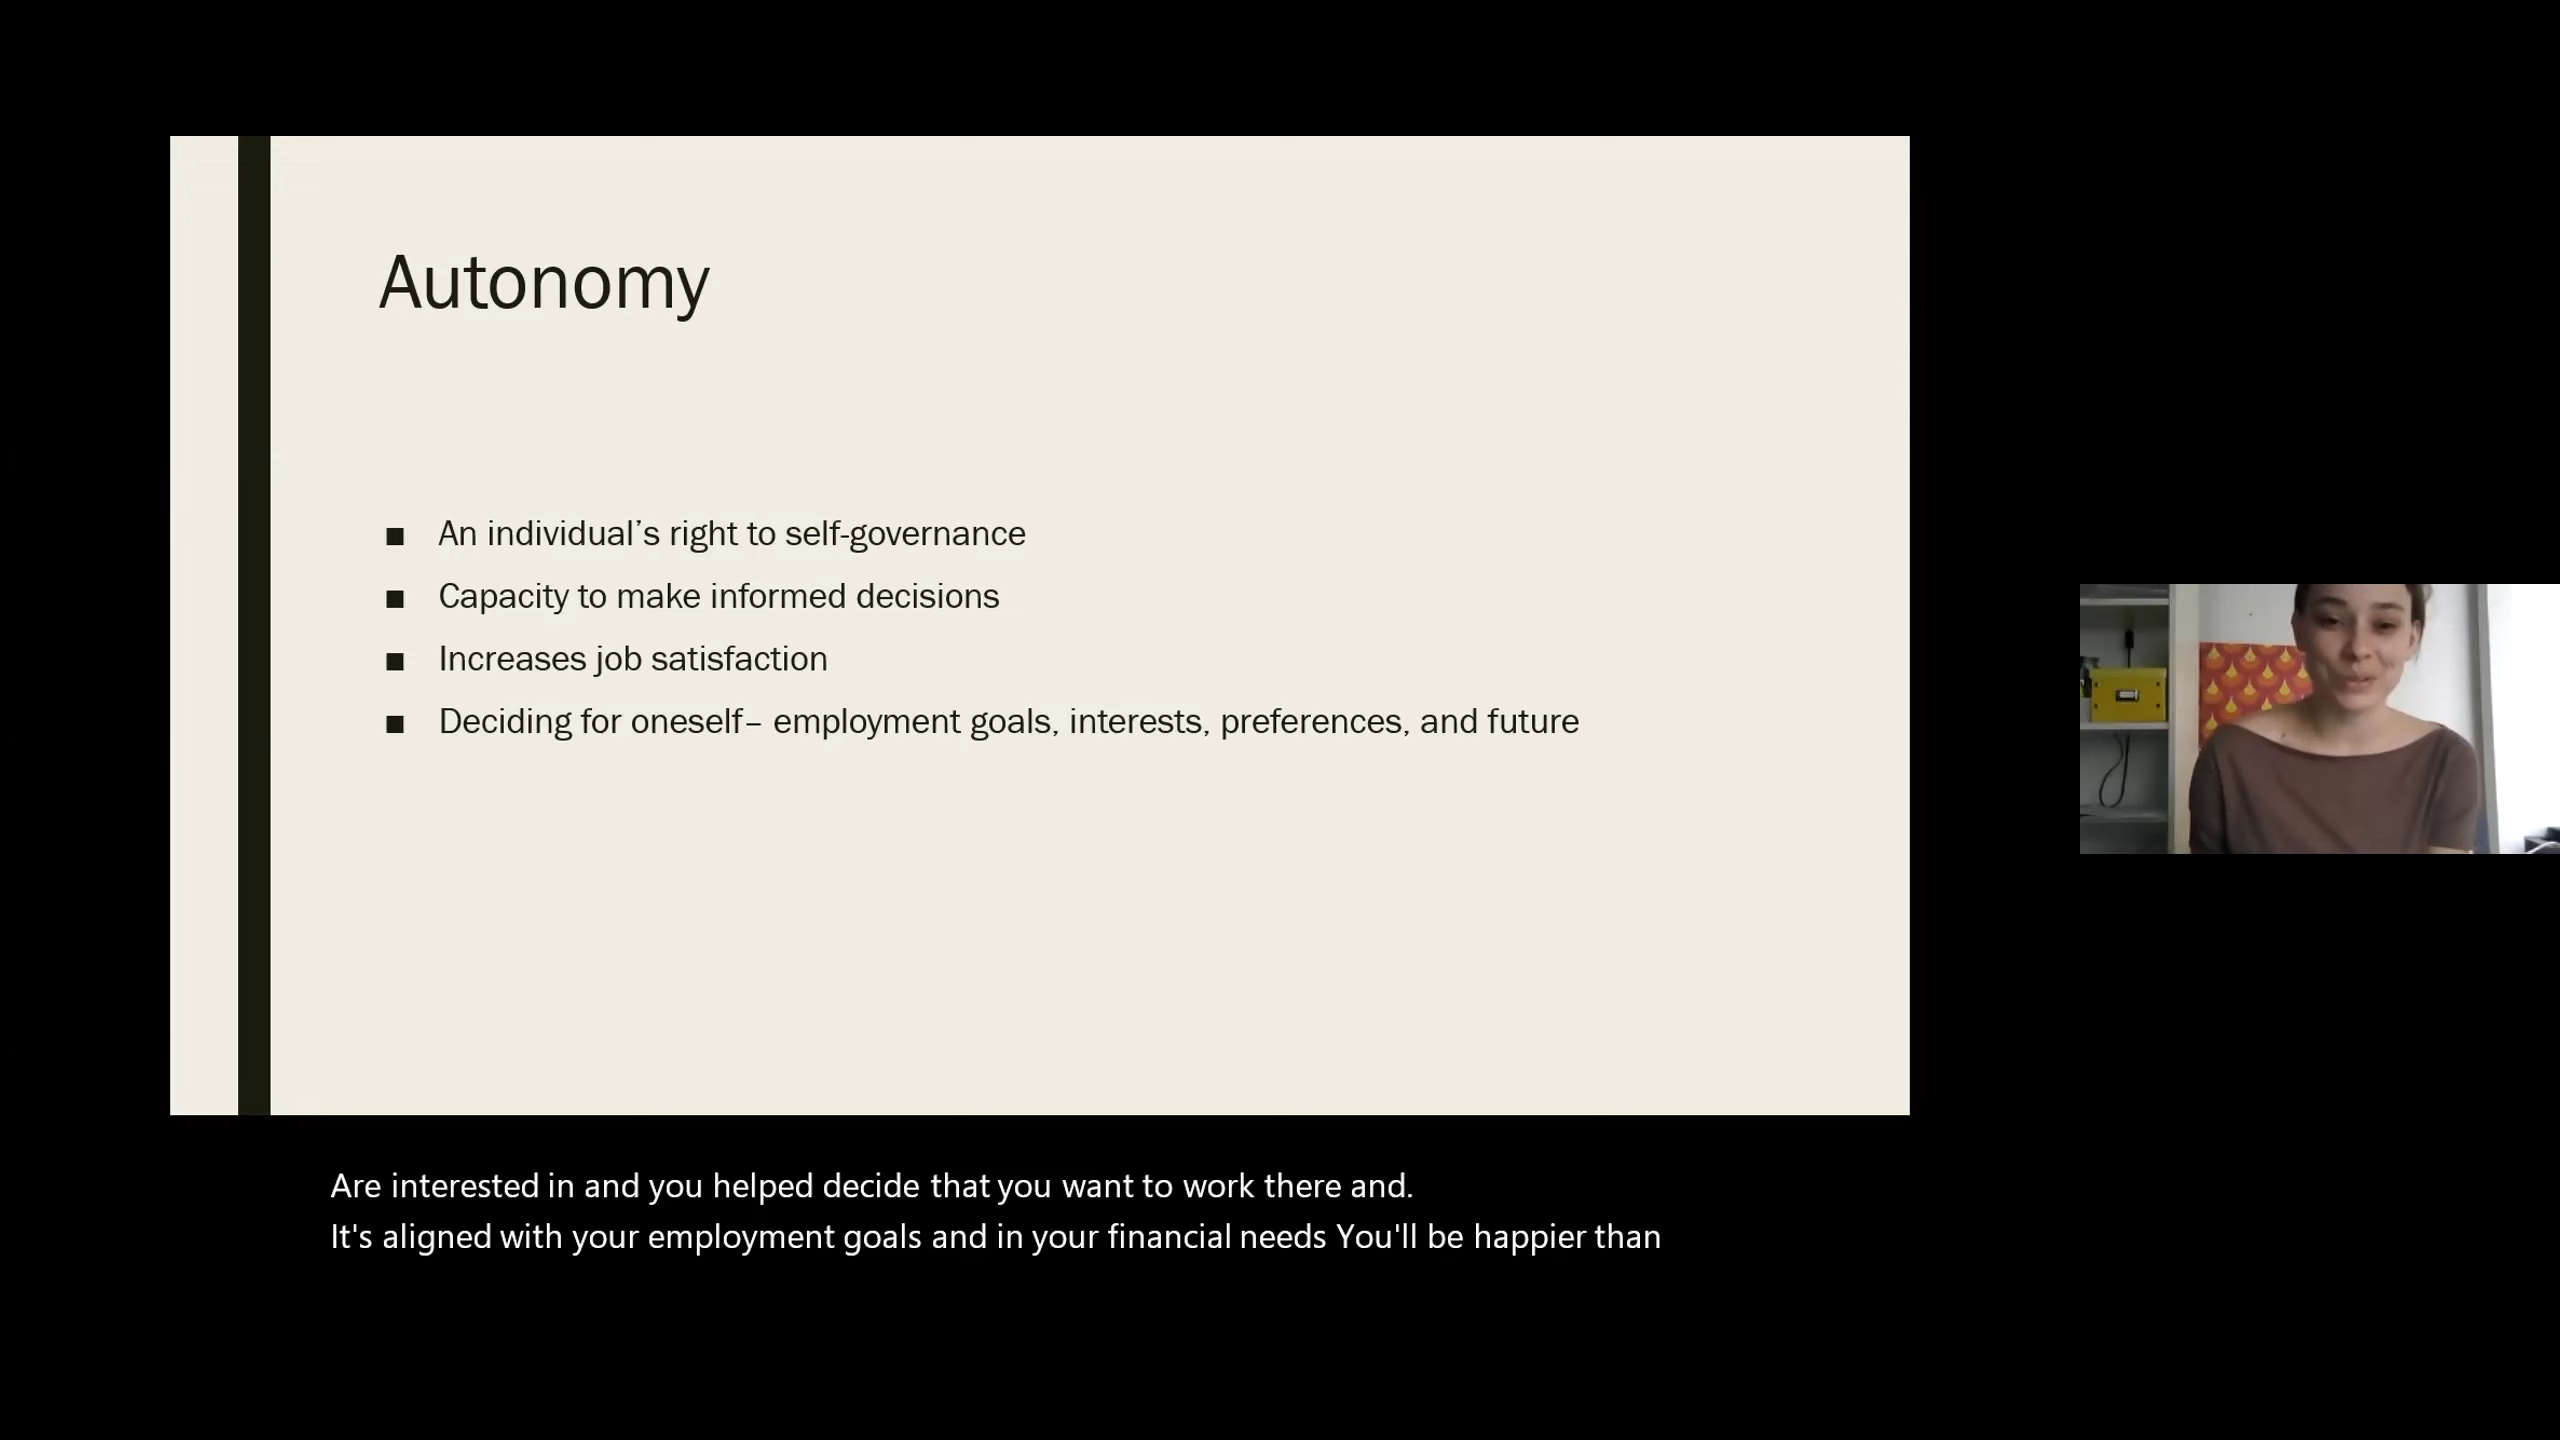 Autonomy
■ An individual’s right to self-governance
■ Capacity to make informed decisions
■ Increases job satisfaction
■ Deciding for oneself– employment goals, interests, preferences, and future
Are interested in and you helped decide that you want to work there and.
It's aligned with your employment goals and in your financial needs You'll be happier than